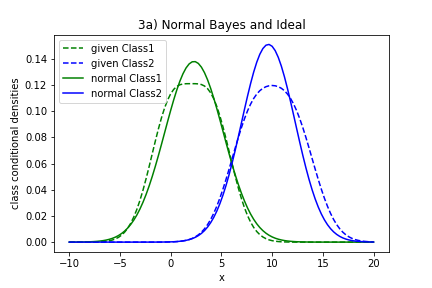 3a) Normal Bayes and Ideal
given Class1
given Class2
normal Class1
normal Class2
class conditional densities
0.14
0.12
0.10
0.08
0.06
0.04
0.02
0.00
−10
−5
0
5
10
15
20
x